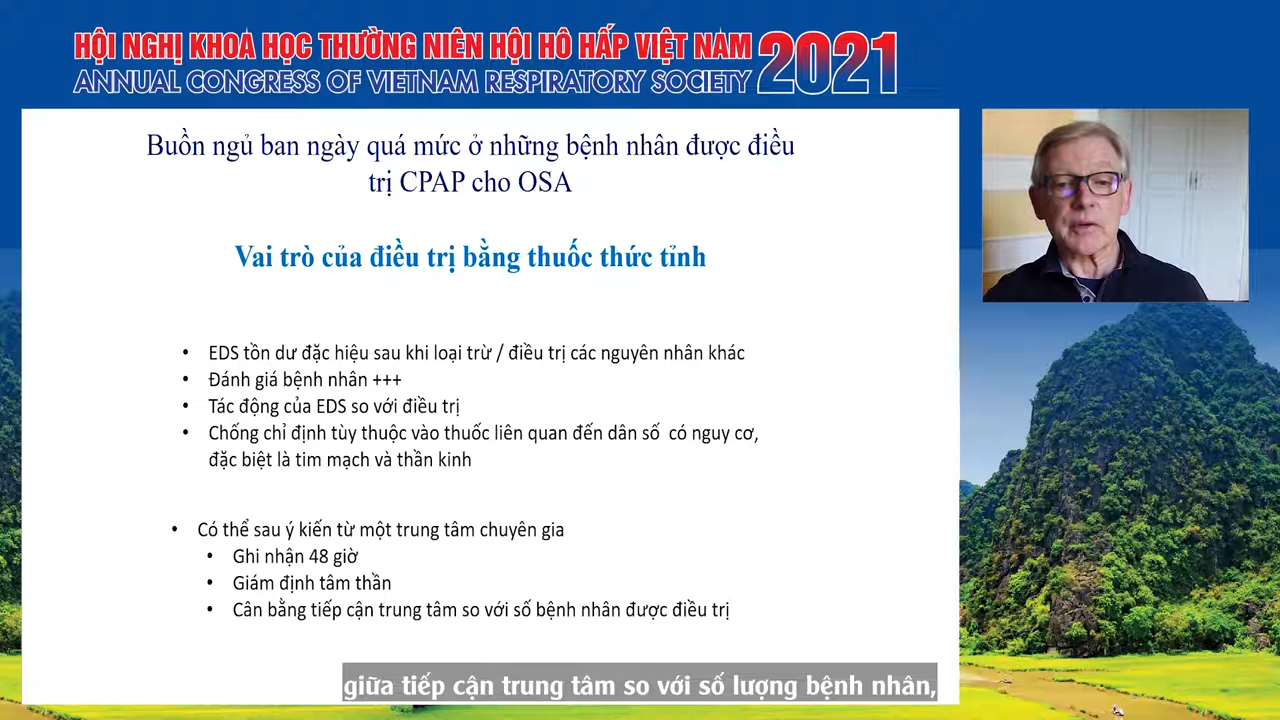 HỘI NGHỊ KHOA HỌC THƯỜNG NIÊN HỘI HÔ HẤP VIỆT NAM 2021
ANNUAL CONGRESS OF VIETNAM RESPIRATORY SOCIETY
Buồn ngủ ban ngày quá mức ở những bệnh nhân được điều
trị CPAP cho OSA
Vai trò của điều trị bằng thuốc thức tỉnh
• EDS tồn dư đặc hiệu sau khi loại trừ / điều trị các nguyên nhân khác
• Đánh giá bệnh nhân +++
• Tác động của EDS so với điều trị
• Chống chỉ định tùy thuộc vào thuốc liên quan đến dân số có nguy cơ,
đặc biệt là tim mạch và thần kinh
• Có thể sau ý kiến từ một trung tâm chuyên gia
• Ghi nhận 48 giờ
• Giám định tâm thần
• Cân bằng tiếp cận trung tâm so với số bệnh nhân được điều trị
giữa tiếp cận trung tâm so với số lượng bệnh nhân,